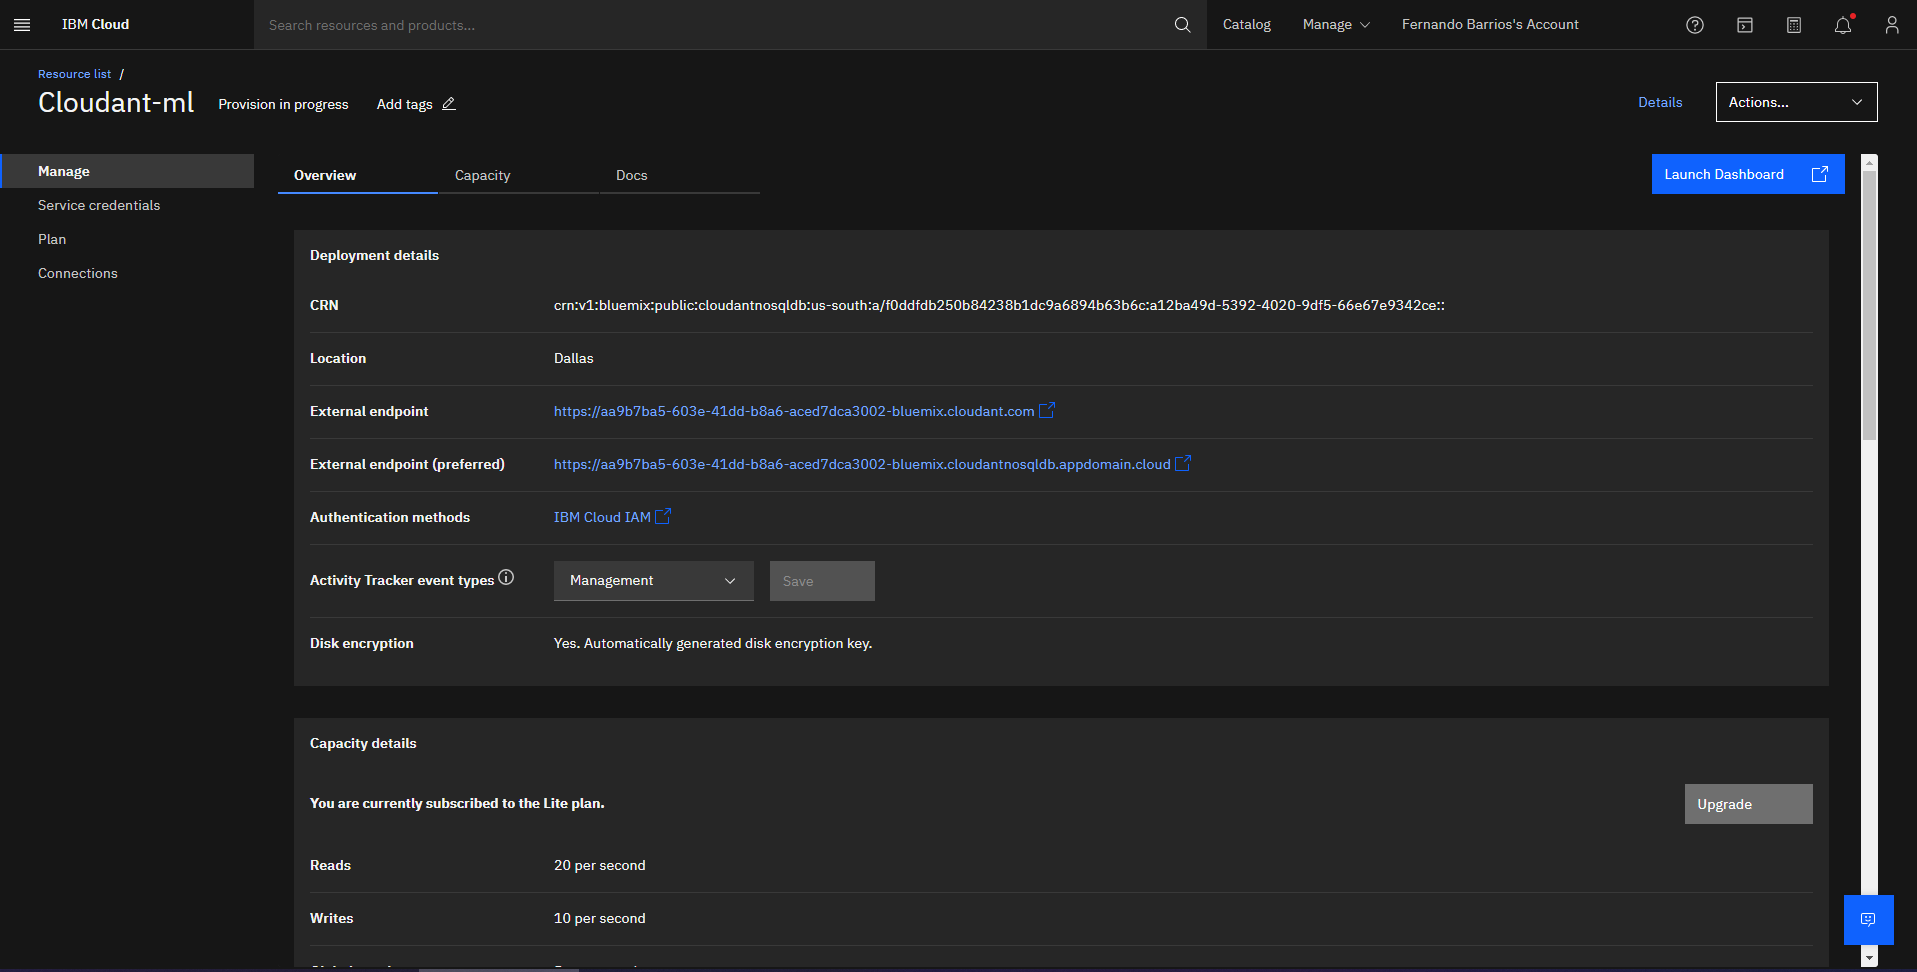 IBM Cloud
Search resources and products...
Catalog
Manage
Fernando Barrios's Account
Resource list /
Cloudant-ml
Provision in progress
Add tags
Details
Actions...
Manage
Service credentials
Plan
Connections
Overview
Capacity
Docs
Launch Dashboard
Deployment details
CRN
crn:v1:bluemix:public:cloudantnosqldb:us-south:a/f0ddfdb250b84238b1dc9a6894b63b6c:a12ba49d-5392-4020-9df5-66e67e9342ce::
Location
Dallas
External endpoint
https://aa9b7ba5-603e-41dd-b8a6-aced7dca3002-bluemix.cloudant.com
External endpoint (preferred)
https://aa9b7ba5-603e-41dd-b8a6-aced7dca3002-bluemix.cloudantnosqldb.appdomain.cloud
Authentication methods
IBM Cloud IAM
Activity Tracker event types
Management
Save
Disk encryption
Yes. Automatically generated disk encryption key.
Capacity details
You are currently subscribed to the Lite plan.
Upgrade
Reads
20 per second
Writes
10 per second